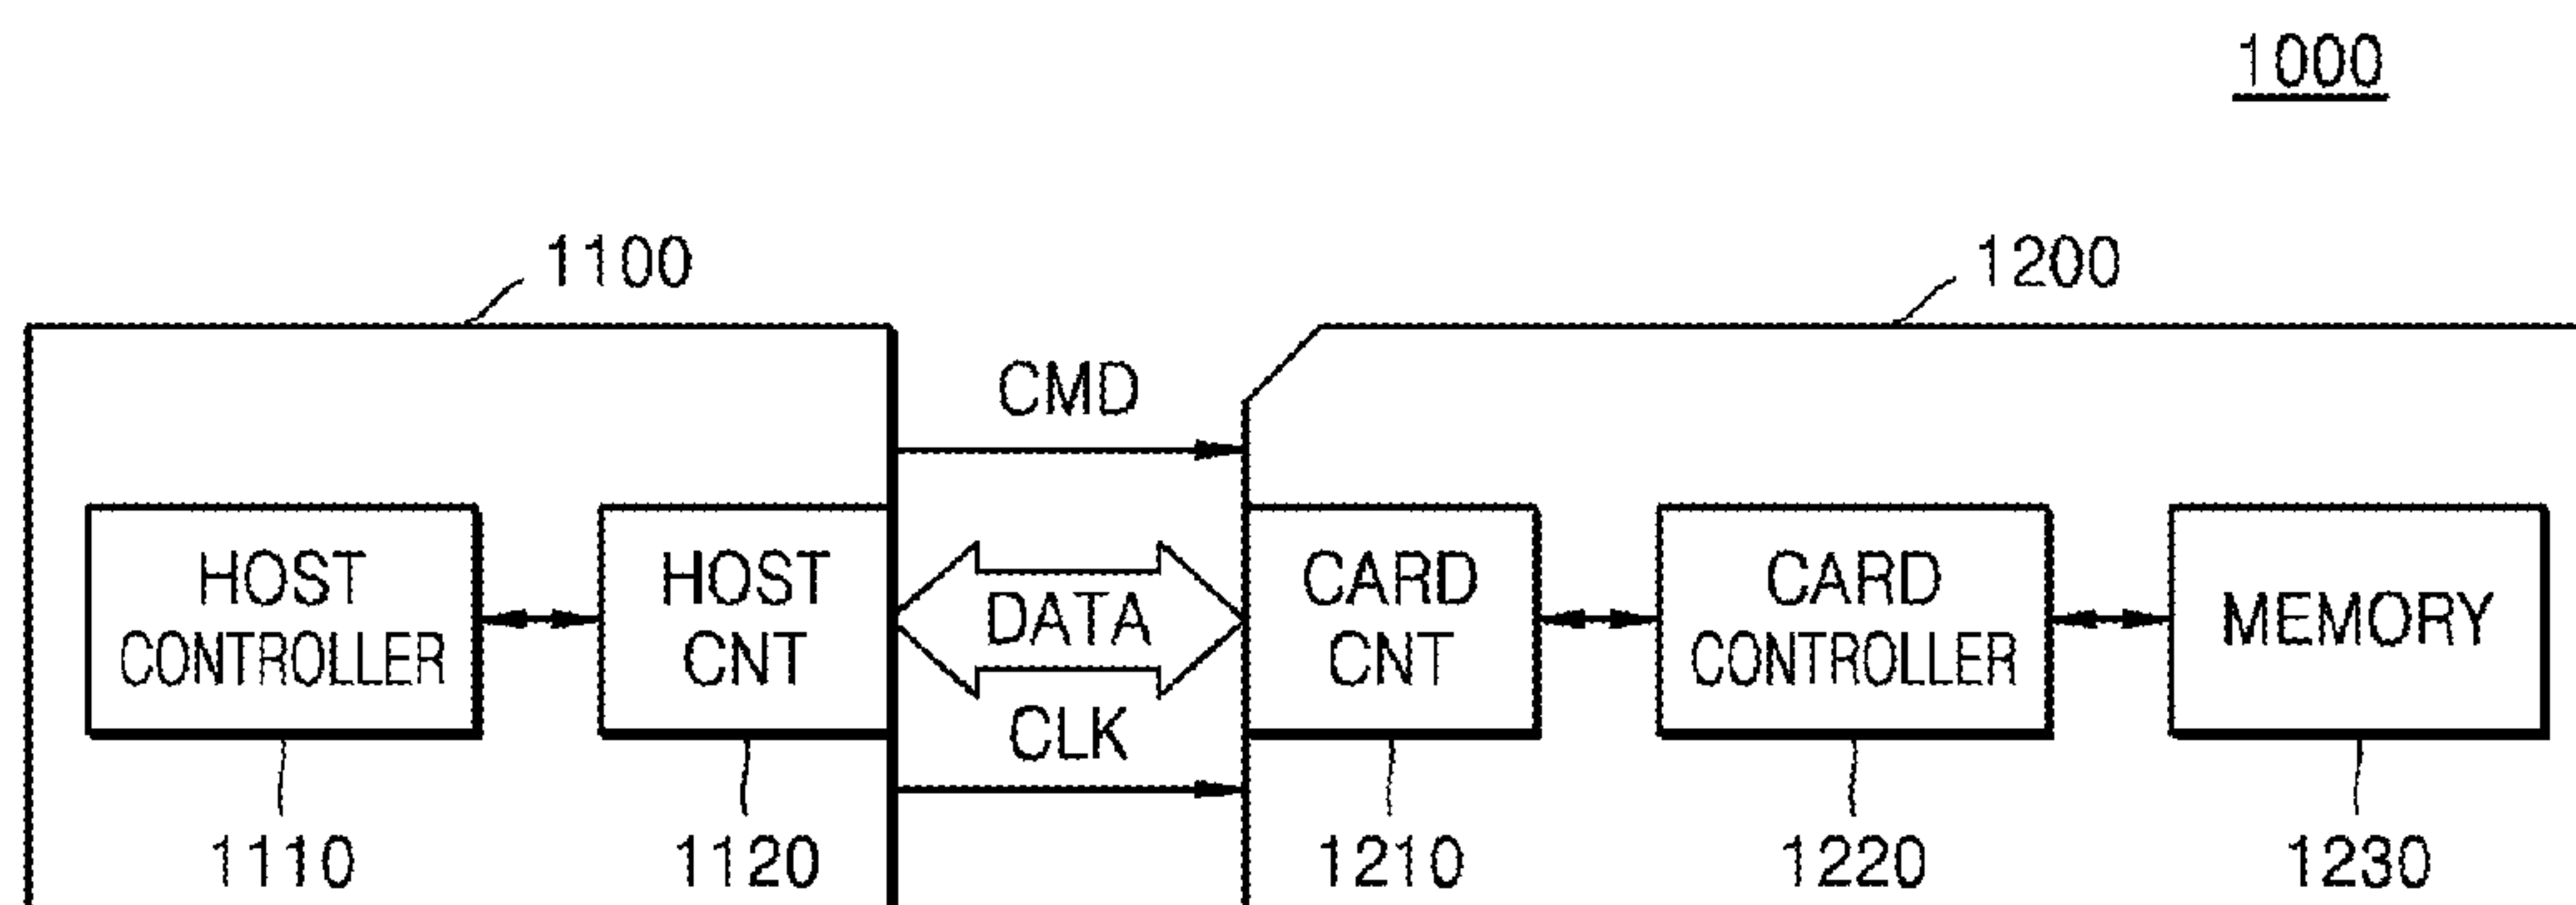 1000
1100
1200
CMD
HOST
CONTROLLER
HOST
CNT
DATA
CARD
CNT
CARD
CONTROLLER
MEMORY
CLK
1110
1120
1210
1220
1230